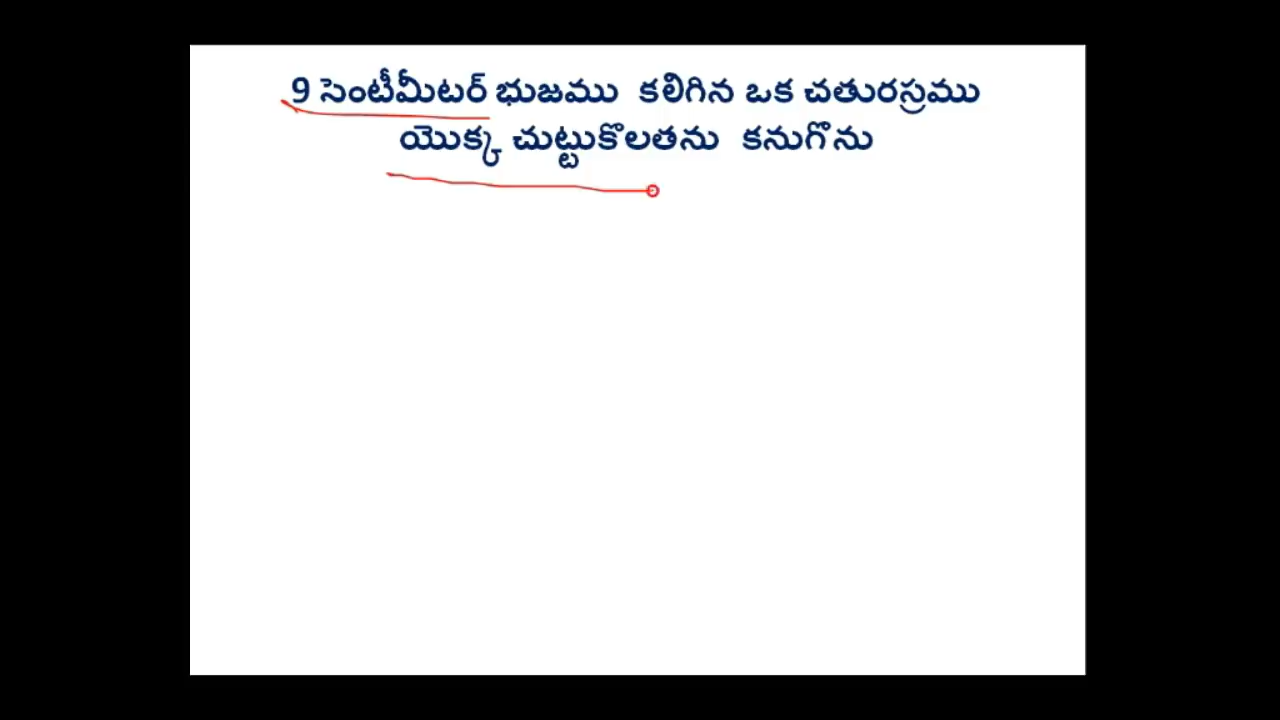 9 సెంటీమీటర్ భుజము కలిగిన ఒక చతురస్రము
యొక్క చుట్టుకొలతను కనుగొను